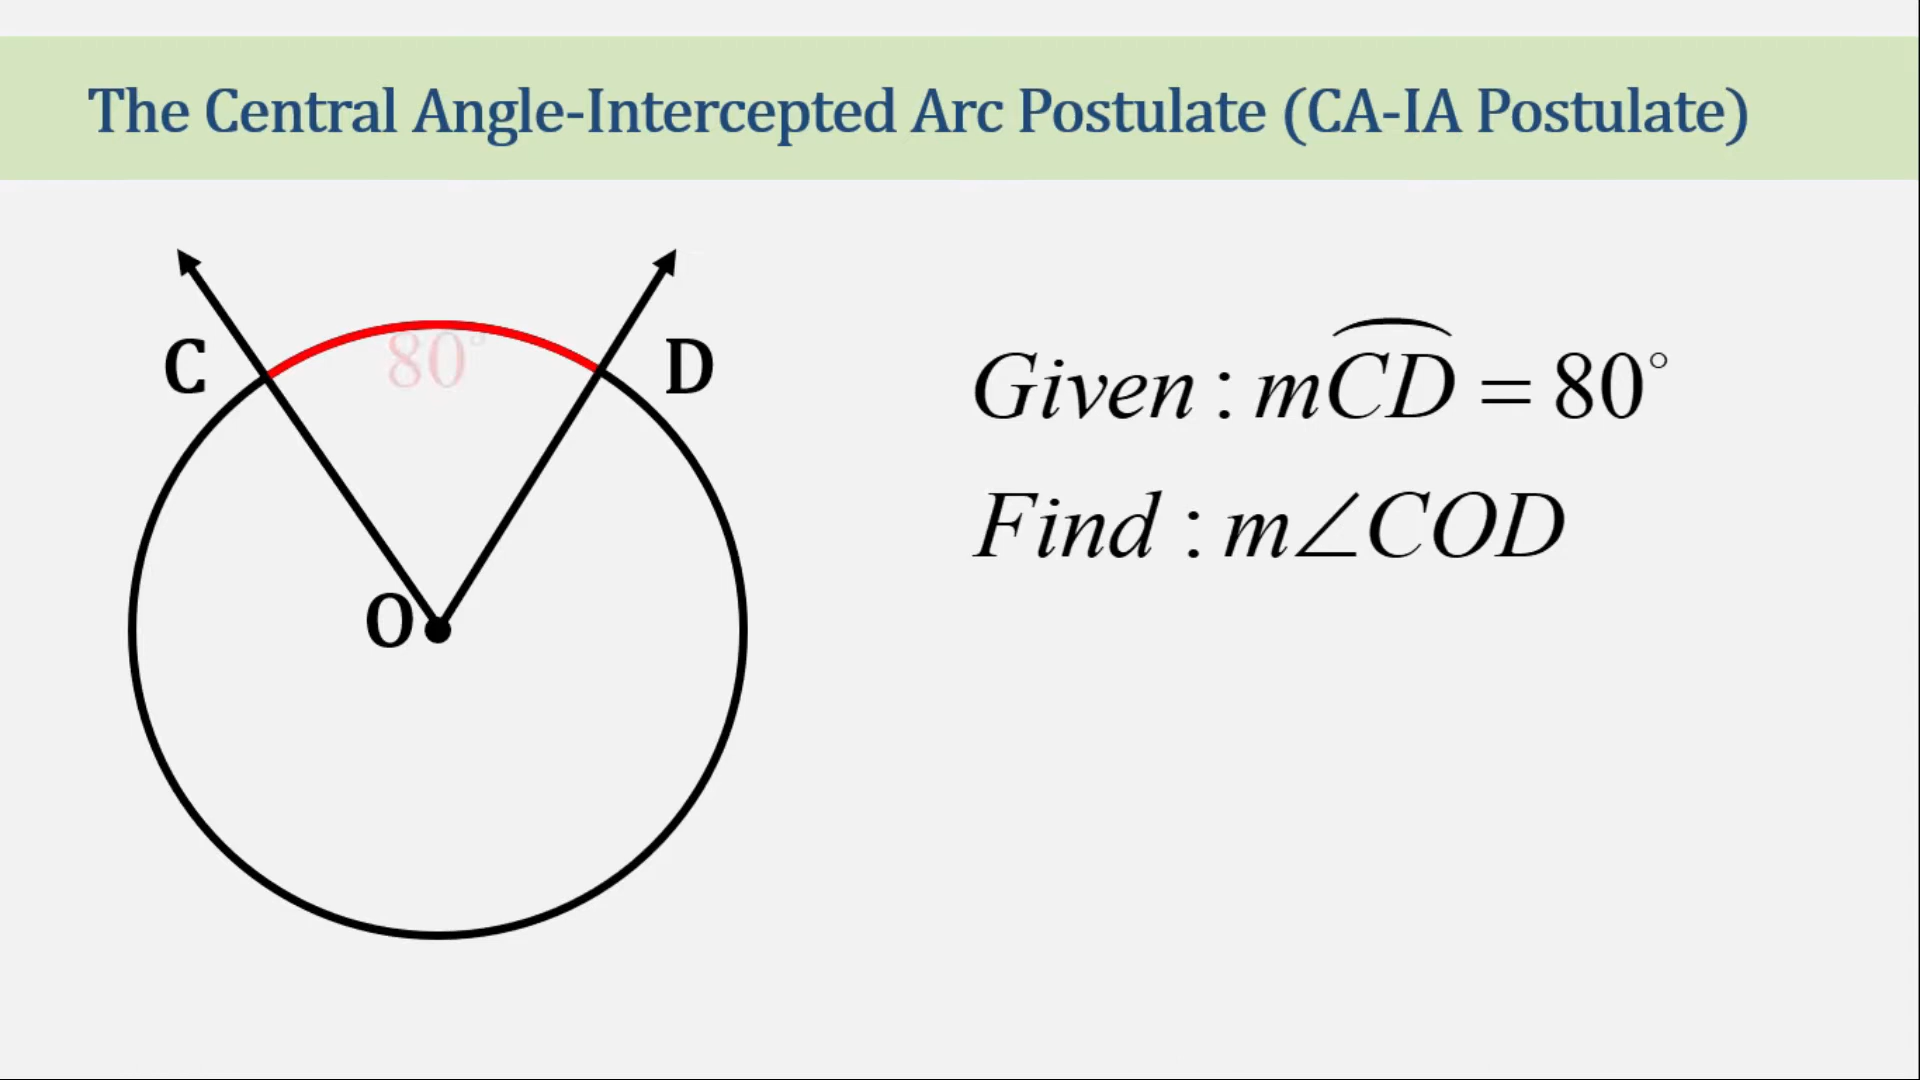 The Central Angle-Intercepted Arc Postulate (CA-IA Postulate)
C
80°
D
O
Given : mCD = 80°
Find : m∠COD